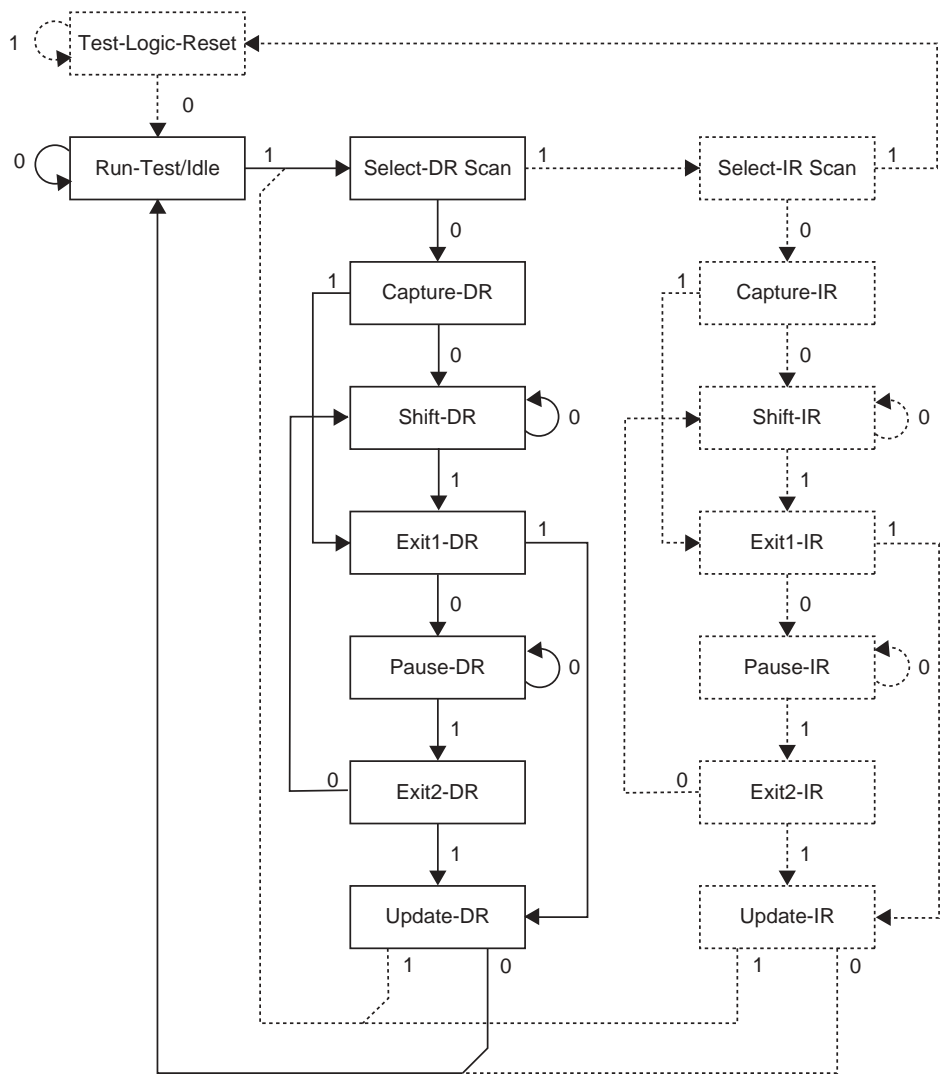 Test-Logic-Reset
1
0
0
Run-Test/Idle
1
Select-DR Scan
1
Select-IR Scan
1
0
0
1
Capture-DR
1
Capture-IR
0
0
Shift-DR
0
Shift-IR
0
1
1
Exit1-DR
1
Exit1-IR
1
0
0
Pause-DR
0
Pause-IR
0
1
1
0
Exit2-DR
0
Exit2-IR
1
1
Update-DR
Update-IR
1
0
1
0